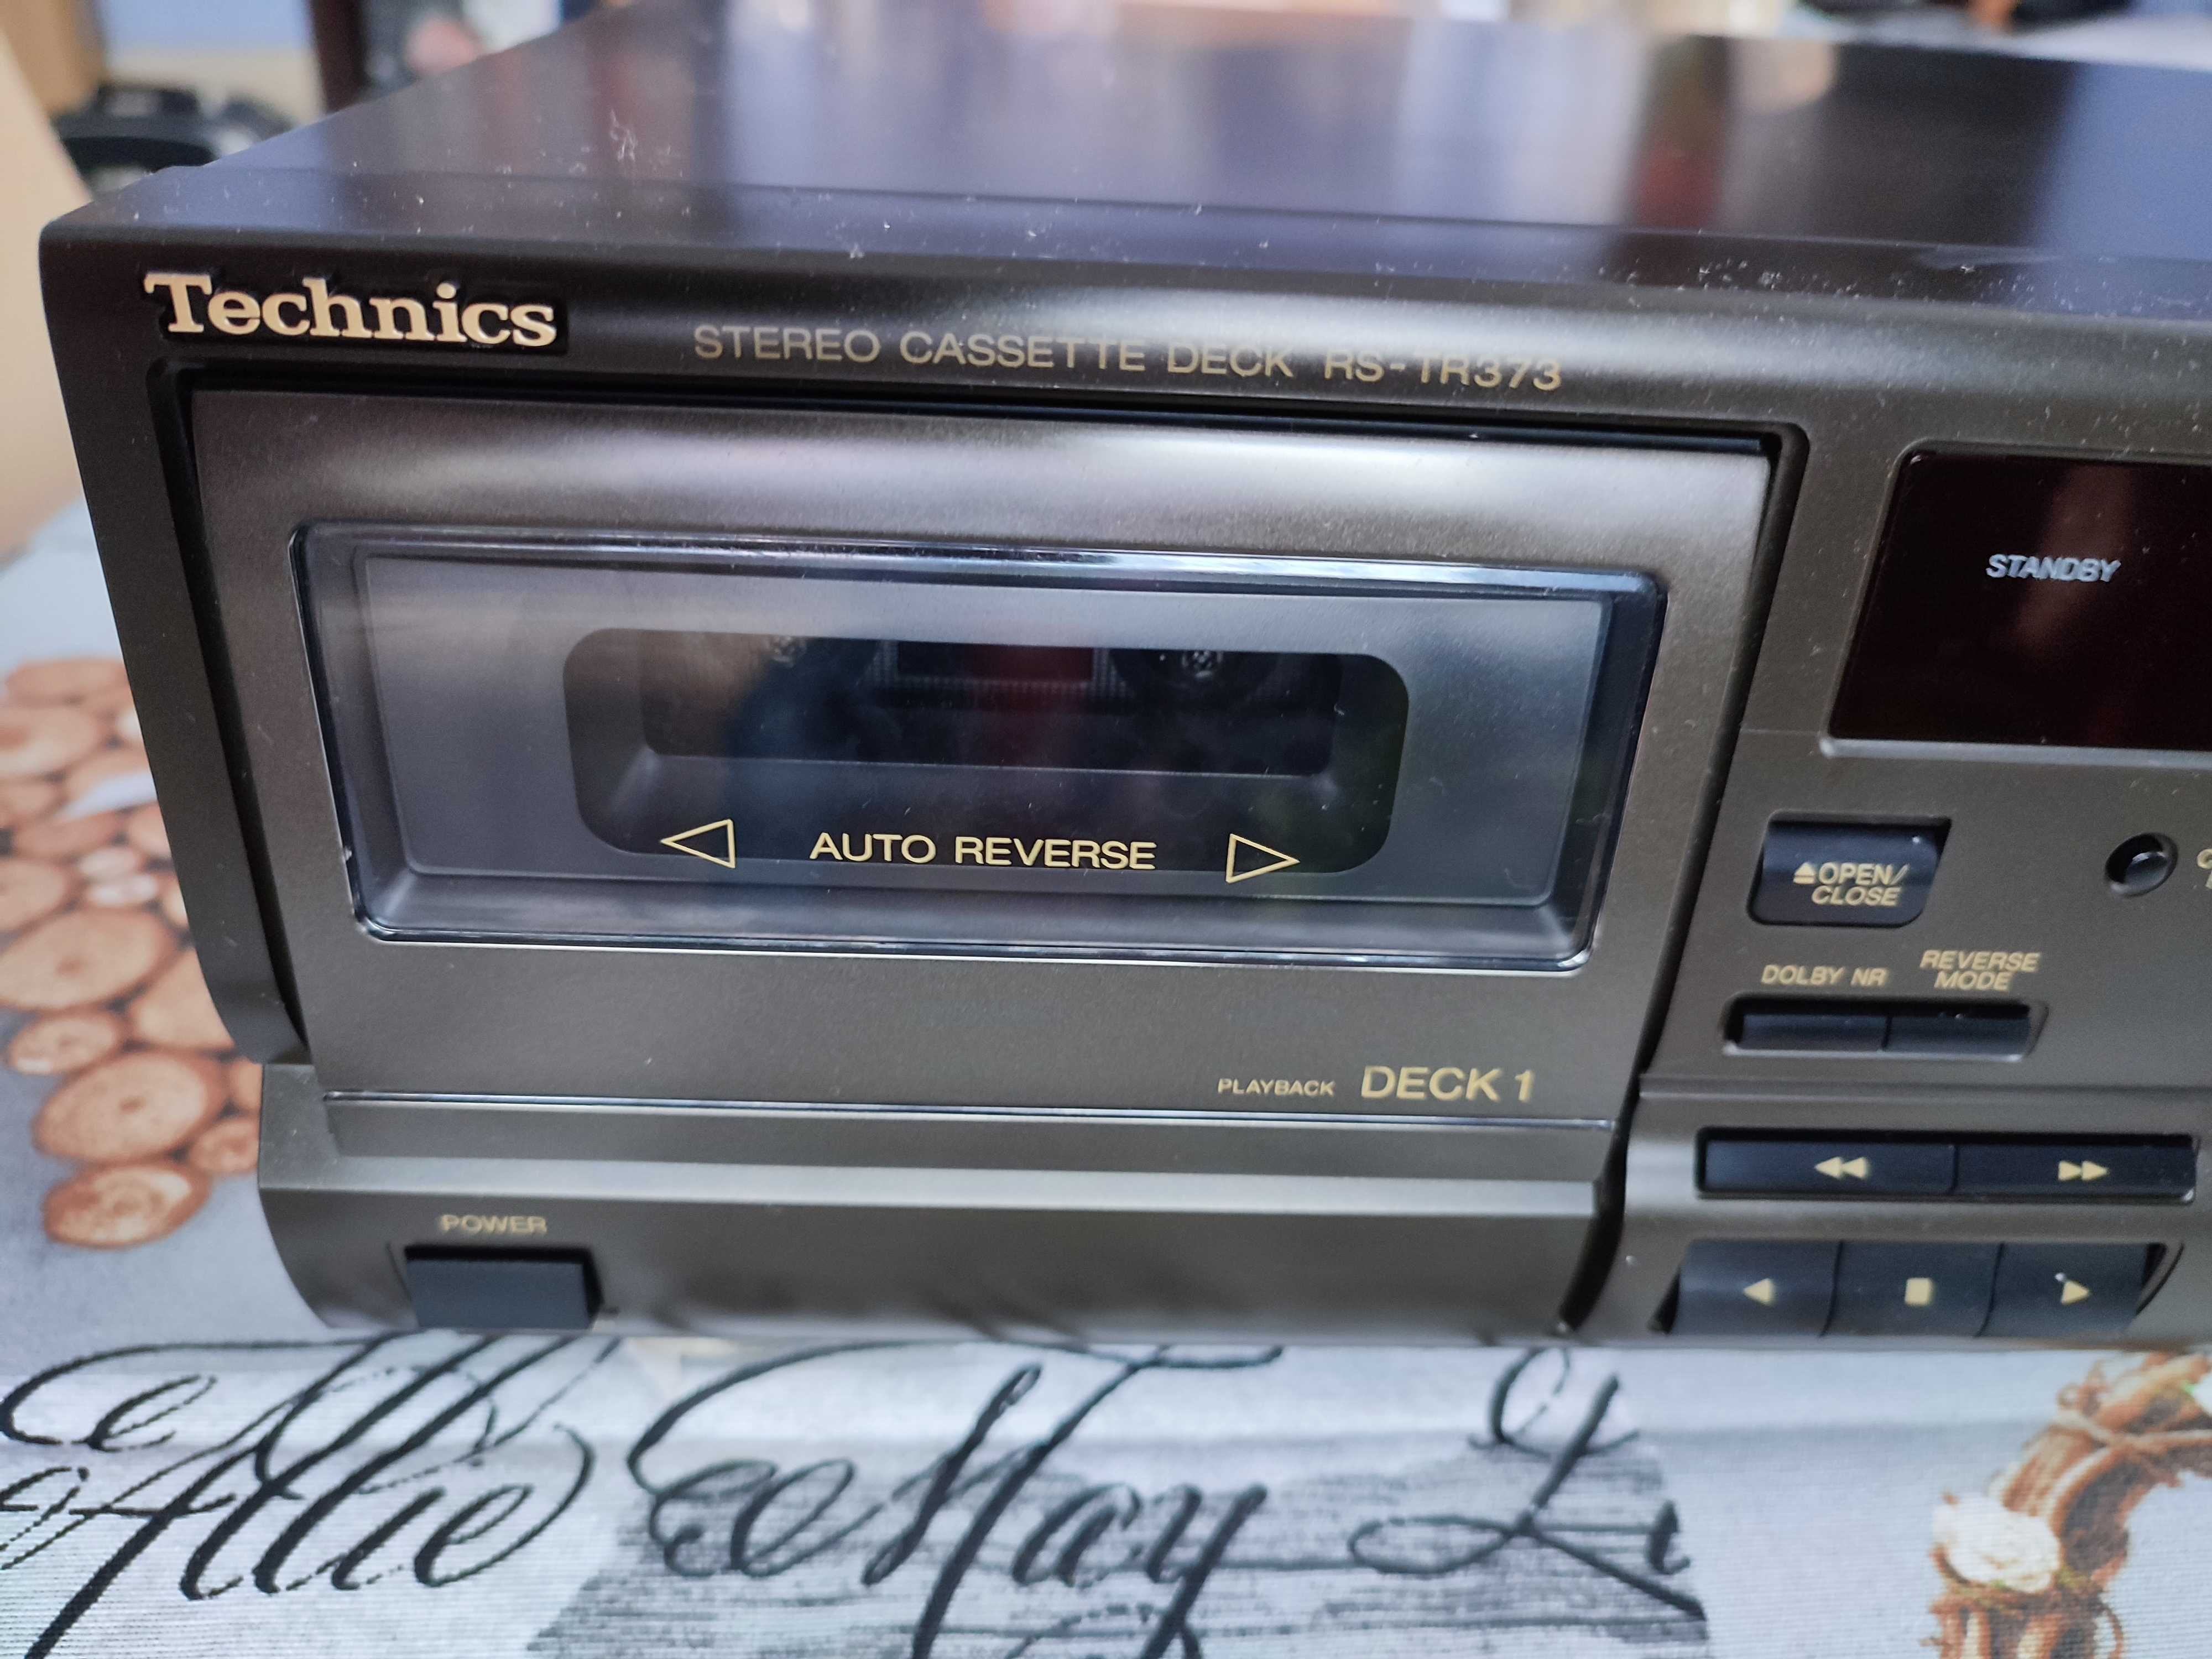 Technics
STEREO CASSETTE DECK RS-TR373
STANDBY
◁ AUTO REVERSE ▷
⏏OPEN/
CLOSE
DOLBY NR
REVERSE
MODE
PLAYBACK DECK 1
POWER